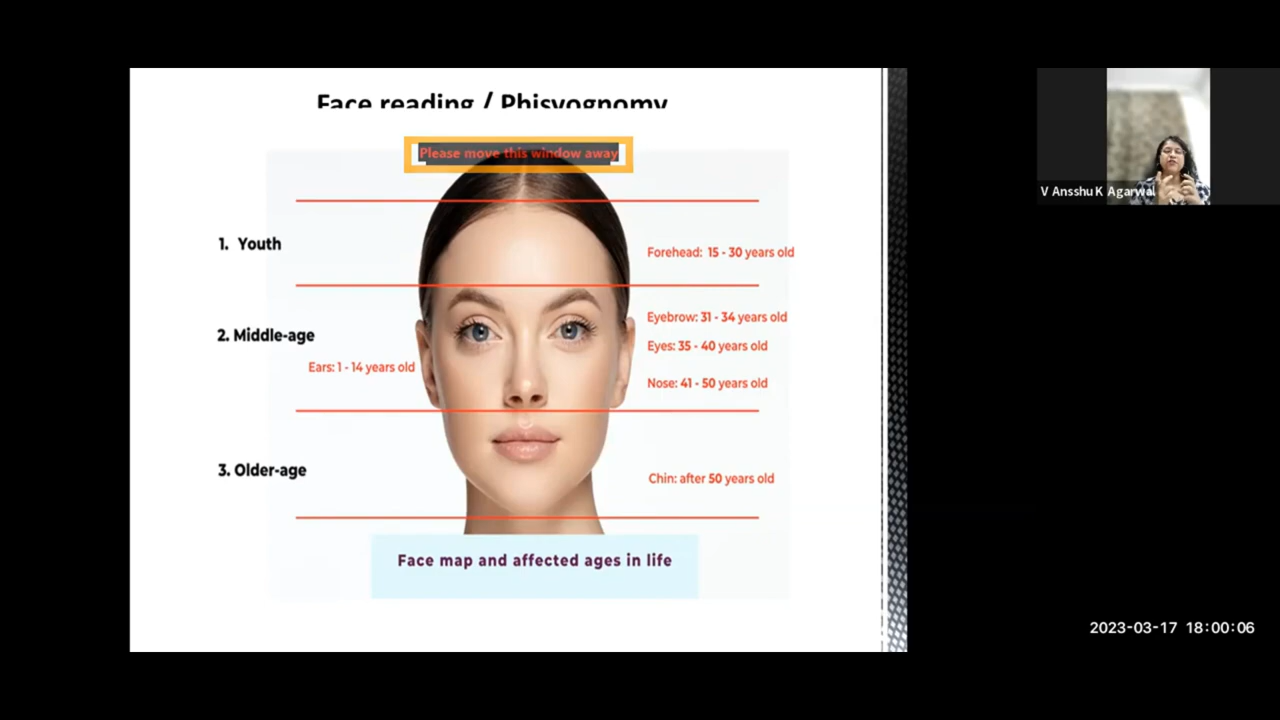 Face reading / Phisyognomy
Please move this window away
1. Youth
Forehead: 15 - 30 years old
Eyebrow: 31 - 34 years old
2. Middle-age
Eyes: 35 - 40 years old
Ears: 1 - 14 years old
Nose: 41 - 50 years old
3. Older-age
Chin: after 50 years old
Face map and affected ages in life
V Ansshu K Agarwal
2023-03-17 18:00:06